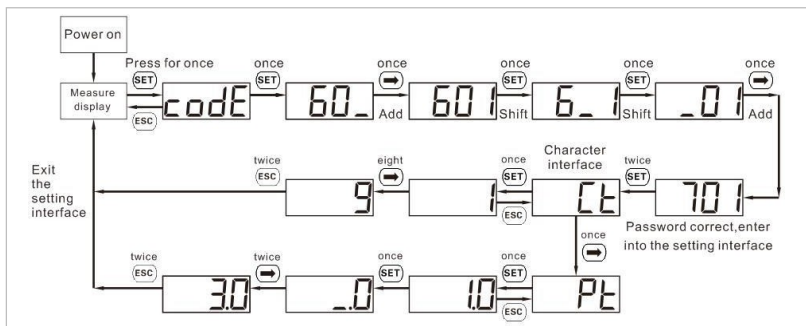 Power on
Press for once
SET
once
SET
once
once
SET
once
SET
once
Measure
display
ESC
codE
60_
Add
601
Shift
6_1
Shift
_01
Add
Character
interface
Exit
the
setting
interface
twice
ESC
9
eight
1
once
SET
ESC
Ct
twice
SET
701
Password correct,enter
into the setting interface
once
twice
ESC
3.0
twice
_.0
once
SET
1.0
once
SET
ESC
Pt